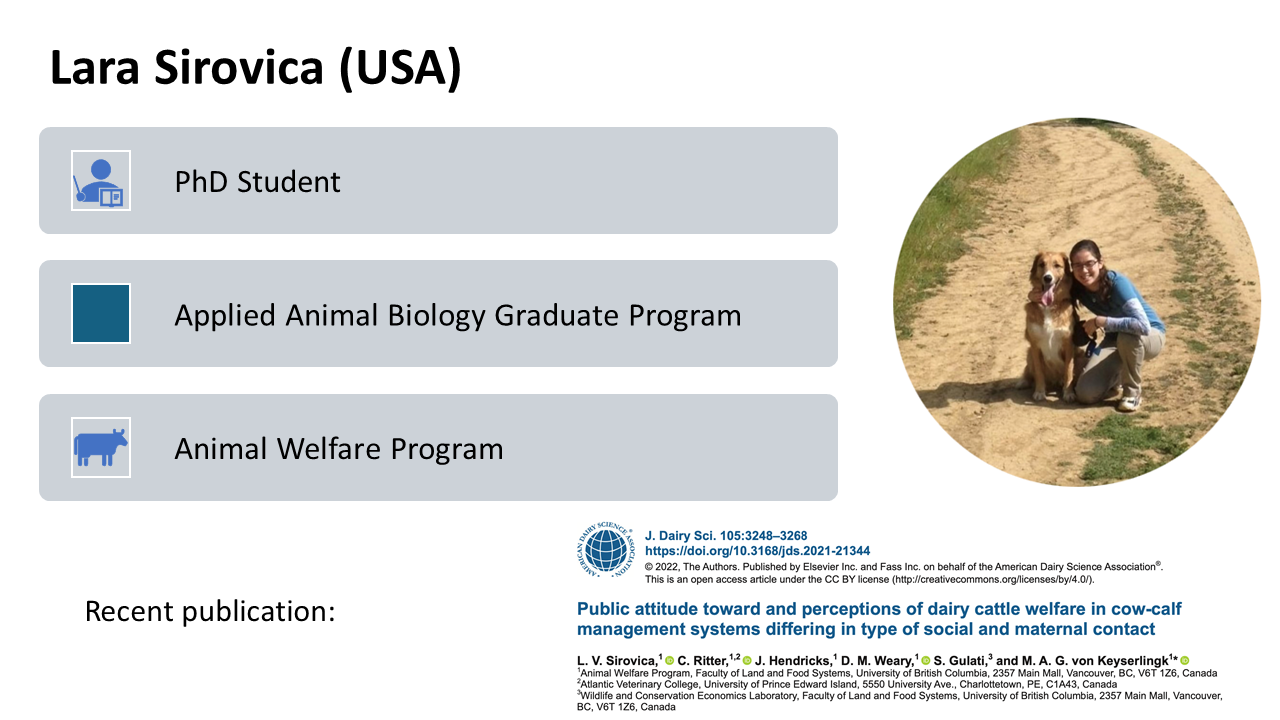 Lara Sirovica (USA)
PhD Student
Applied Animal Biology Graduate Program
Animal Welfare Program
Recent publication:
AMERICAN DAIRY SCIENCE ASSOCIATION®
J. Dairy Sci. 105:3248–3268
https://doi.org/10.3168/jds.2021-21344
© 2022, The Authors. Published by Elsevier Inc. and Fass Inc. on behalf of the American Dairy Science Association®.
This is an open access article under the CC BY license (http://creativecommons.org/licenses/by/4.0/).
Public attitude toward and perceptions of dairy cattle welfare in cow-calf
management systems differing in type of social and maternal contact
L. V. Sirovica,1 iD C. Ritter,1,2 iD J. Hendricks,1 D. M. Weary,1 iD S. Gulati,3 and M. A. G. von Keyserlingk1* iD
1Animal Welfare Program, Faculty of Land and Food Systems, University of British Columbia, 2357 Main Mall, Vancouver, BC, V6T 1Z6, Canada
2Atlantic Veterinary College, University of Prince Edward Island, 5550 University Ave., Charlottetown, PE, C1A43, Canada
3Wildlife and Conservation Economics Laboratory, Faculty of Land and Food Systems, University of British Columbia, 2357 Main Mall, Vancouver,
BC, V6T 1Z6, Canada